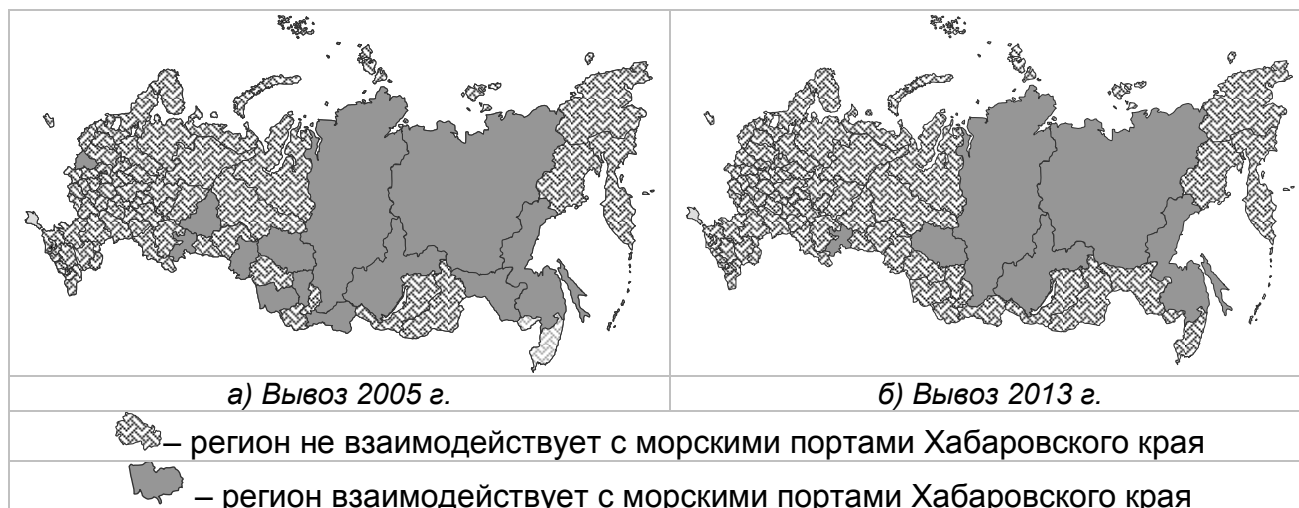 а) Вывоз 2005 г.
б) Вывоз 2013 г.
– регион не взаимодействует с морскими портами Хабаровского края
– регион взаимодействует с морскими портами Хабаровского края